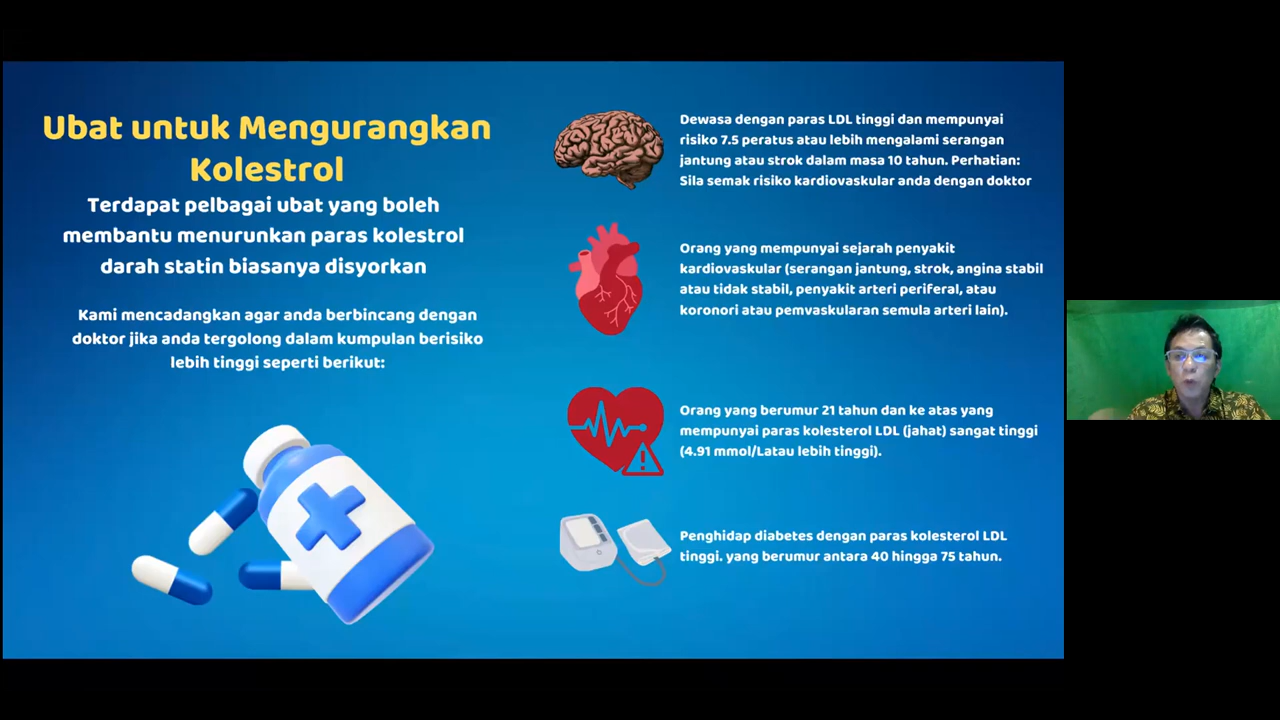 Ubat untuk Mengurangkan
Kolestrol
Terdapat pelbagai ubat yang boleh
membantu menurunkan paras kolestrol
darah statin biasanya disyorkan
Kami mencadangkan agar anda berbincang dengan
doktor jika anda tergolong dalam kumpulan berisiko
lebih tinggi seperti berikut:
Dewasa dengan paras LDL tinggi dan mempunyai
risiko 7.5 peratus atau lebih mengalami serangan
jantung atau strok dalam masa 10 tahun. Perhatian:
Sila semak risiko kardiovaskular anda dengan doktor
Orang yang mempunyai sejarah penyakit
kardiovaskular (serangan jantung, strok, angina stabil
atau tidak stabil, penyakit arteri periferal, atau
koronori atau pemvaskularan semula arteri lain).
Orang yang berumur 21 tahun dan ke atas yang
mempunyai paras kolesterol LDL (jahat) sangat tinggi
(4.91 mmol/Latau lebih tinggi).
Penghidap diabetes dengan paras kolesterol LDL
tinggi. yang berumur antara 40 hingga 75 tahun.